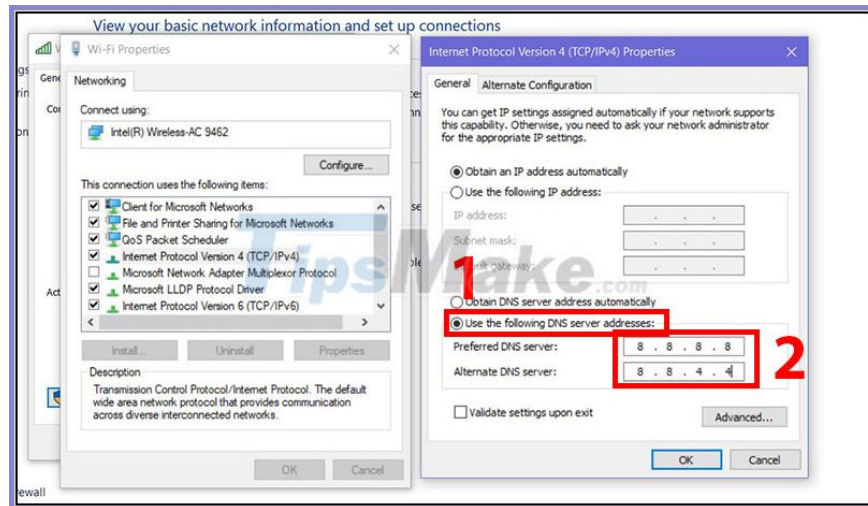 View your basic network information and set up connections
Wi-Fi Properties
Networking
Connect using:
Intel(R) Wireless-AC 9462
Configure...
This connection uses the following items:
Client for Microsoft Networks
File and Printer Sharing for Microsoft Networks
QoS Packet Scheduler
Internet Protocol Version 4 (TCP/IPv4)
Microsoft Network Adapter Multiplexor Protocol
Microsoft LLDP Protocol Driver
Internet Protocol Version 6 (TCP/IPv6)
Install...
Uninstall
Properties
Description
Transmission Control Protocol/Internet Protocol. The default
wide area network protocol that provides communication
across diverse interconnected networks.
OK
Cancel
Internet Protocol Version 4 (TCP/IPv4) Properties
General
Alternate Configuration
You can get IP settings assigned automatically if your network supports
this capability. Otherwise, you need to ask your network administrator
for the appropriate IP settings.
Obtain an IP address automatically
Use the following IP address:
IP address:
Subnet mask:
gateway:
1
Obtain DNS server address automatically
Use the following DNS server addresses:
Preferred DNS server:
8 . 8 . 8 . 8
Alternate DNS server:
8 . 8 . 4 . 4
2
Validate settings upon exit
Advanced...
OK
Cancel
TipsMake.com